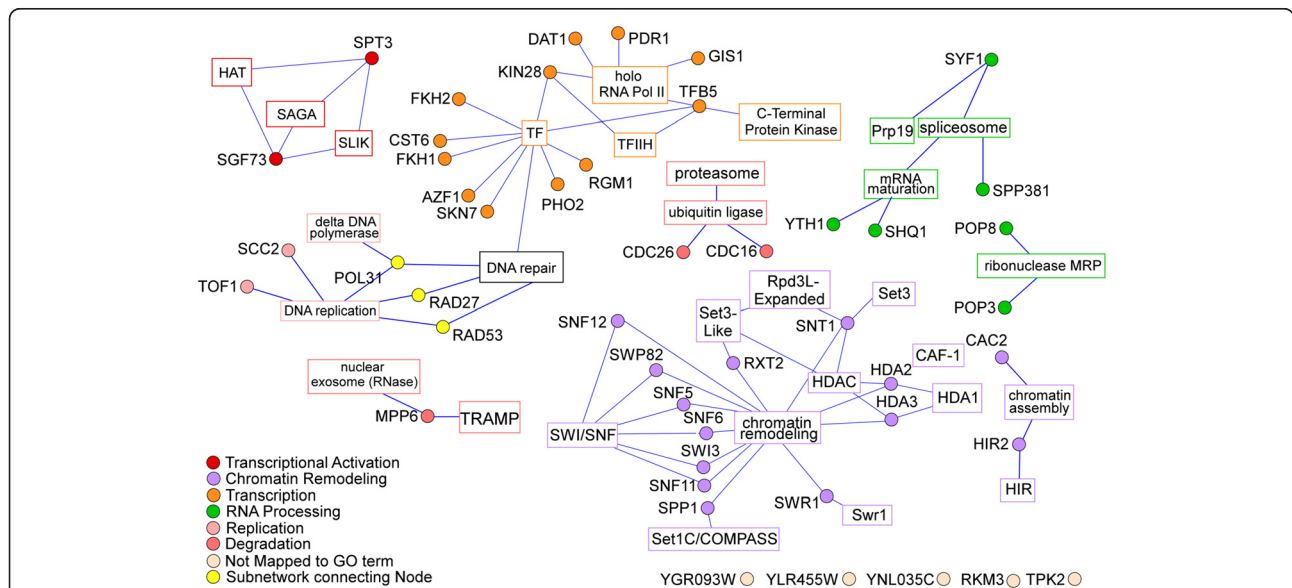 SPT3
HAT
SAGA
SLIK
SGF73
DAT1
PDR1
GIS1
KIN28
holo
RNA Pol II
TFB5
FKH2
C-Terminal
Protein Kinase
TF
TFIIH
CST6
FKH1
RGM1
AZF1
SKN7
PHO2
SYF1
Prp19
spliceosome
mRNA
maturation
SPP381
YTH1
SHQ1
POP8
ribonuclease MRP
POP3
proteasome
ubiquitin ligase
CDC26
CDC16
delta DNA
polymerase
SCC2
POL31
DNA repair
TOF1
RAD27
DNA replication
RAD53
nuclear
exosome (RNase)
MPP6
TRAMP
Rpd3L-
Expanded
Set3
Set3-
Like
SNT1
SNF12
SWP82
RXT2
CAF-1
CAC2
HDA2
HDAC
SNF5
HDA3
HDA1
chromatin
assembly
SNF6
chromatin
remodeling
SWI/SNF
SWI3
HIR2
SNF11
HIR
SPP1
SWR1
Swr1
Set1C/COMPASS
Transcriptional Activation
Chromatin Remodeling
Transcription
RNA Processing
Replication
Degradation
Not Mapped to GO term
Subnetwork connecting Node
YGR093W
YLR455W
YNL035C
RKM3
TPK2